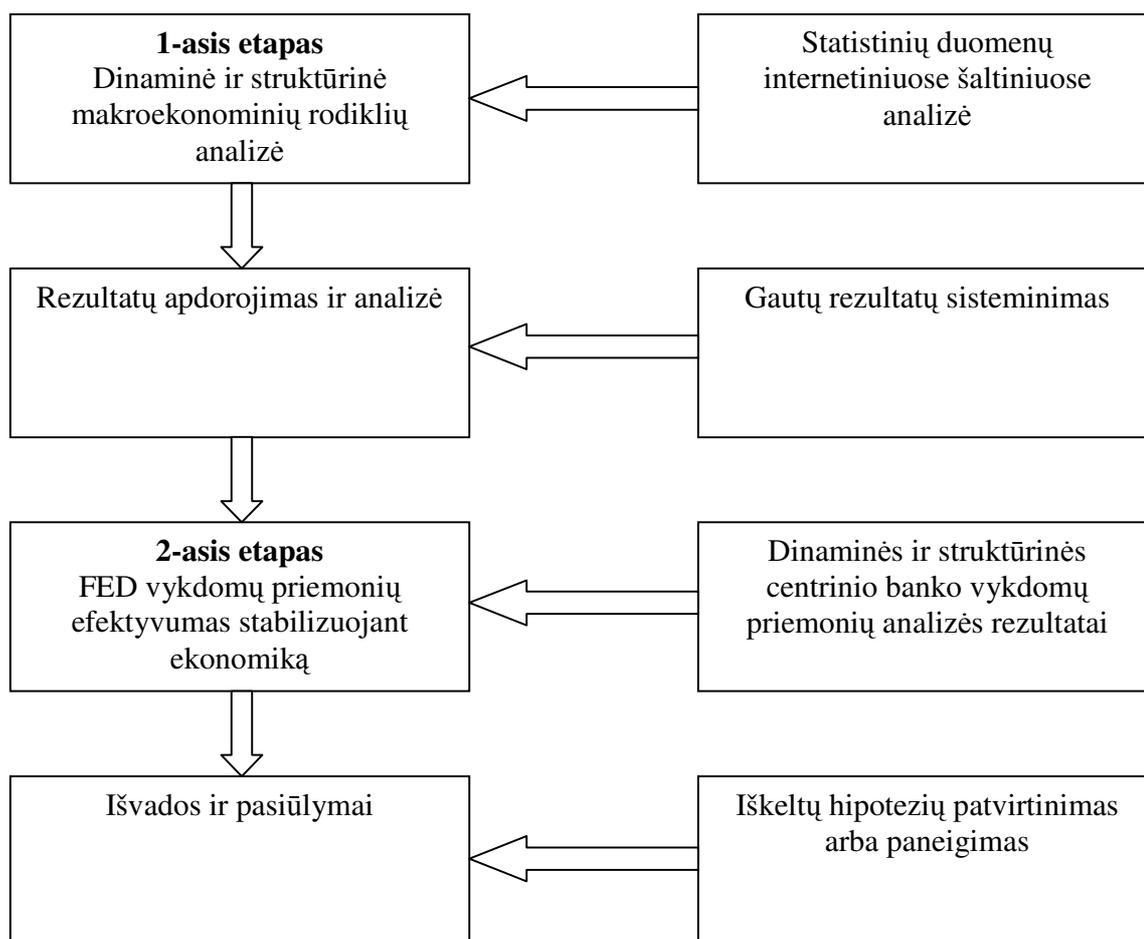 1-asis etapas
Dinaminė ir struktūrinė
makroekonominių rodiklių
analizė
Statistinių duomenų
internetiniuose šaltiniuose
analizė
Rezultatų apdorojimas ir analizė
Gautų rezultatų sisteminimas
2-asis etapas
FED vykdomų priemonių
efektyvumas stabilizuojant
ekonomiką
Dinaminės ir struktūrinės
centrinio banko vykdomų
priemonių analizės rezultatai
Išvados ir pasiūlymai
Iškeltų hipotezių patvirtinimas
arba paneigimas